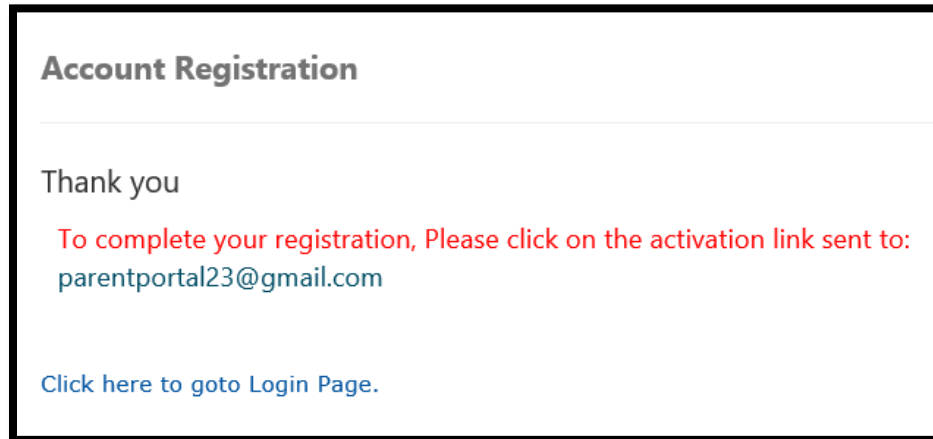 Account Registration
Thank you
To complete your registration, Please click on the activation link sent to:
parentportal23@gmail.com
Click here to goto Login Page.